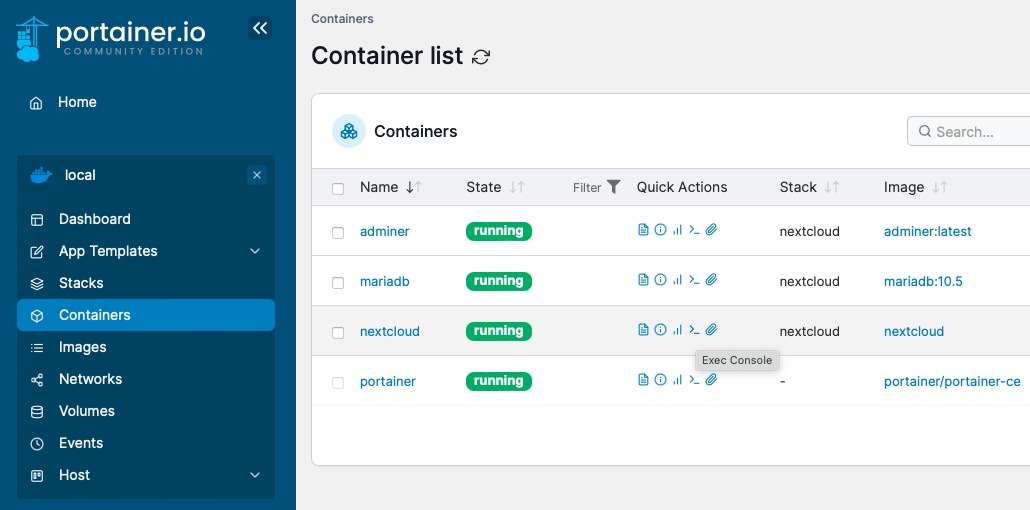 portainer.io
COMMUNITY EDITION
Home
local
Dashboard
App Templates
Stacks
Containers
Images
Networks
Volumes
Events
Host
Containers
Container list
Containers
Search...
Name State Filter Quick Actions Stack Image
adminer running nextcloud adminer:latest
mariadb running nextcloud mariadb:10.5
nextcloud running nextcloud nextcloud
Exec Console
portainer running - portainer/portainer-ce